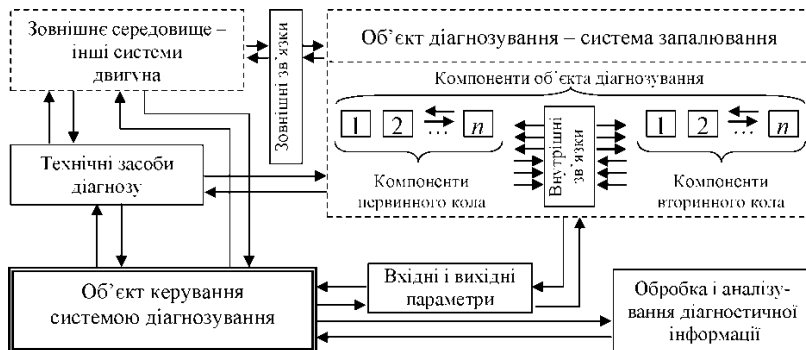 Зовнішнє середовище –
інші системи
двигуна
Зовнішні зв’язки
Об’єкт діагнозування – система запалювання
Компоненти об’єкта діагнозування
1 2 ... n
Компоненти
первинного кола
Внутрішні
зв’язки
1 2 ... n
Компоненти
вторинного кола
Технічні засоби
діагнозу
Об’єкт керування
системою діагнозування
Вхідні і вихідні
параметри
Обробка і аналізу-
вання діагностичної
інформації